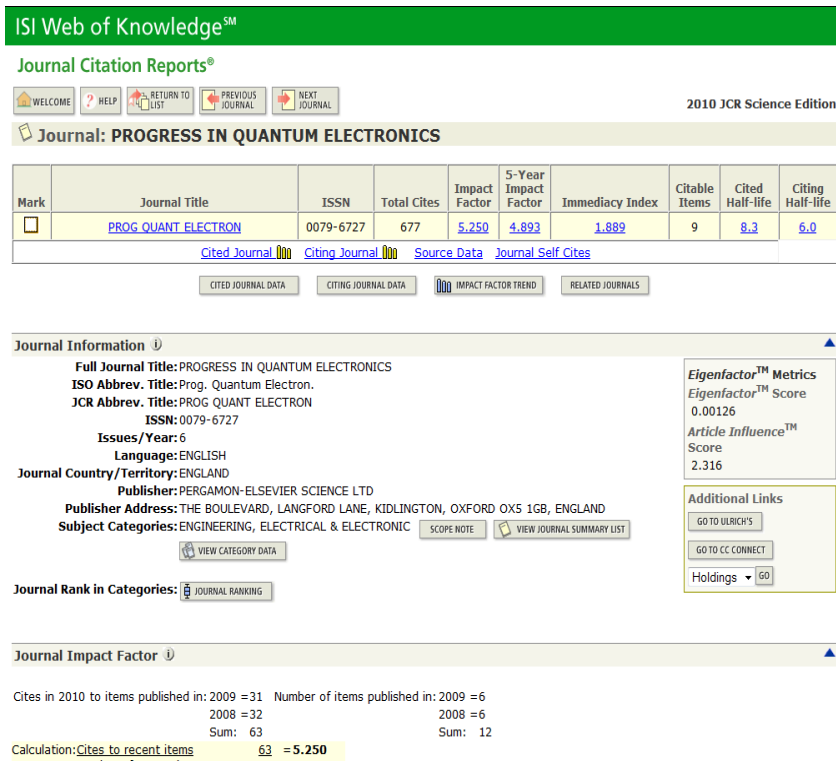 ISI Web of Knowledge℠
Journal Citation Reports®
WELCOME ? HELP RETURN TO LIST PREVIOUS JOURNAL NEXT JOURNAL
2010 JCR Science Edition
Journal: PROGRESS IN QUANTUM ELECTRONICS
Mark Journal Title ISSN Total Cites Impact Factor 5-Year Impact Factor Immediacy Index Citable Items Cited Half-life Citing Half-life
PROG QUANT ELECTRON 0079-6727 677 5.250 4.893 1.889 9 8.3 6.0
Cited Journal Citing Journal Source Data Journal Self Cites
CITED JOURNAL DATA CITING JOURNAL DATA IMPACT FACTOR TREND RELATED JOURNALS
Journal Information i
Full Journal Title: PROGRESS IN QUANTUM ELECTRONICS
ISO Abbrev. Title: Prog. Quantum Electron.
JCR Abbrev. Title: PROG QUANT ELECTRON
ISSN: 0079-6727
Issues/Year: 6
Language: ENGLISH
Journal Country/Territory: ENGLAND
Publisher: PERGAMON-ELSEVIER SCIENCE LTD
Publisher Address: THE BOULEVARD, LANGFORD LANE, KIDLINGTON, OXFORD OX5 1GB, ENGLAND
Subject Categories: ENGINEERING, ELECTRICAL & ELECTRONIC SCOPE NOTE VIEW JOURNAL SUMMARY LIST
VIEW CATEGORY DATA
Journal Rank in Categories: JOURNAL RANKING
Eigenfactor™ Metrics
Eigenfactor™ Score
0.00126
Article Influence™
Score
2.316
Additional Links
GO TO ULRICH'S
GO TO CC CONNECT
Holdings GO
Journal Impact Factor i
Cites in 2010 to items published in: 2009 =31 Number of items published in: 2009 =6
2008 =32 2008 =6
Sum: 63 Sum: 12
Calculation: Cites to recent items 63 = 5.250